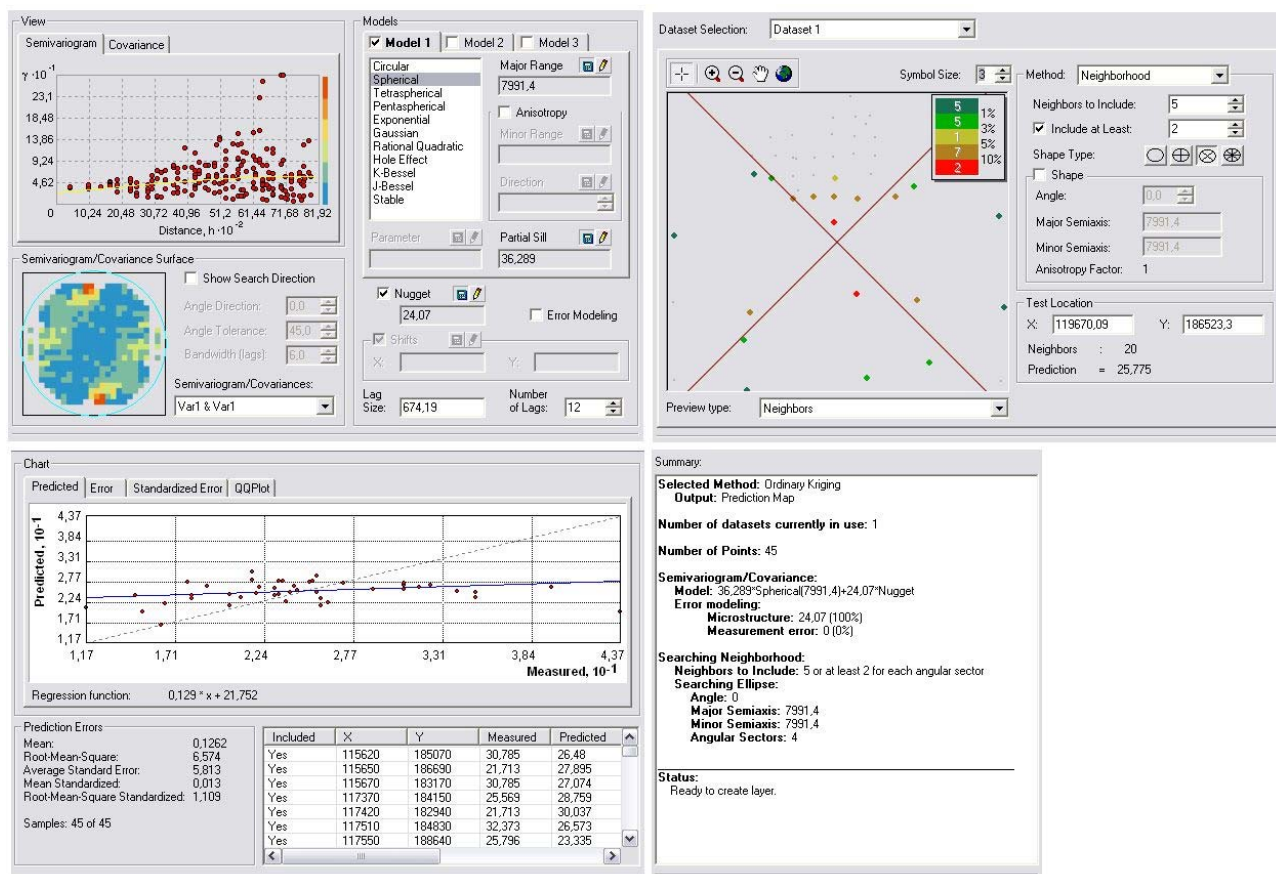 View
Semivariogram Covariance
γ ·10⁻¹
23,1
18,48
13,86
9,24
4,62
0 10,24 20,48 30,72 40,96 51,2 61,44 71,68 81,92
Distance, h ·10⁻²
Semivariogram/Covariance Surface
Show Search Direction
Angle Direction: 0,0
Angle Tolerance: 45,0
Bandwidth (lags): 6,0
Semivariogram/Covariances:
Var1 & Var1
Models
Model 1 Model 2 Model 3
Circular
Spherical
Tetraspherical
Pentaspherical
Exponential
Gaussian
Rational Quadratic
Hole Effect
K-Bessel
J-Bessel
Stable
Major Range
7991,4
Anisotropy
Minor Range
Direction
Parameter
Partial Sill
36,289
Nugget
24,07
Error Modeling
Shifts
X: Y:
Lag Size: 674,19
Number of Lags: 12
Dataset Selection: Dataset 1
Symbol Size: 3
5
5
1
7
2
1%
3%
5%
10%
Preview type: Neighbors
Method: Neighborhood
Neighbors to Include: 5
Include at Least: 2
Shape Type:
Shape
Angle: 0,0
Major Semiaxis: 7991,4
Minor Semiaxis: 7991,4
Anisotropy Factor: 1
Test Location
X: 119670,09 Y: 186523,3
Neighbors : 20
Prediction = 25,775
Chart
Predicted Error Standardized Error QQPlot
Predicted, 10⁻¹
4,37
3,84
3,31
2,77
2,24
1,71
1,17
1,17 1,71 2,24 2,77 3,31 3,84 4,37
Measured, 10⁻¹
Regression function: 0,129 * x + 21,752
Prediction Errors
Mean: 0,1262
Root-Mean-Square: 6,574
Average Standard Error: 5,813
Mean Standardized: 0,013
Root-Mean-Square Standardized: 1,109
Samples: 45 of 45
Included X Y Measured Predicted
Yes 115620 185070 30,785 26,48
Yes 115650 186690 21,713 27,895
Yes 115670 183170 30,785 27,074
Yes 117370 184150 25,569 28,759
Yes 117420 182940 21,713 30,037
Yes 117510 184830 32,373 26,573
Yes 117550 188640 25,796 23,335
Summary:
Selected Method: Ordinary Kriging
Output: Prediction Map
Number of datasets currently in use: 1
Number of Points: 45
Semivariogram/Covariance:
Model: 36,289*Spherical(7991,4)+24,07*Nugget
Error modeling:
Microstructure: 24,07 (100%)
Measurement error: 0 (0%)
Searching Neighborhood:
Neighbors to Include: 5 or at least 2 for each angular sector
Searching Ellipse:
Angle: 0
Major Semiaxis: 7991,4
Minor Semiaxis: 7991,4
Angular Sectors: 4
Status:
Ready to create layer.